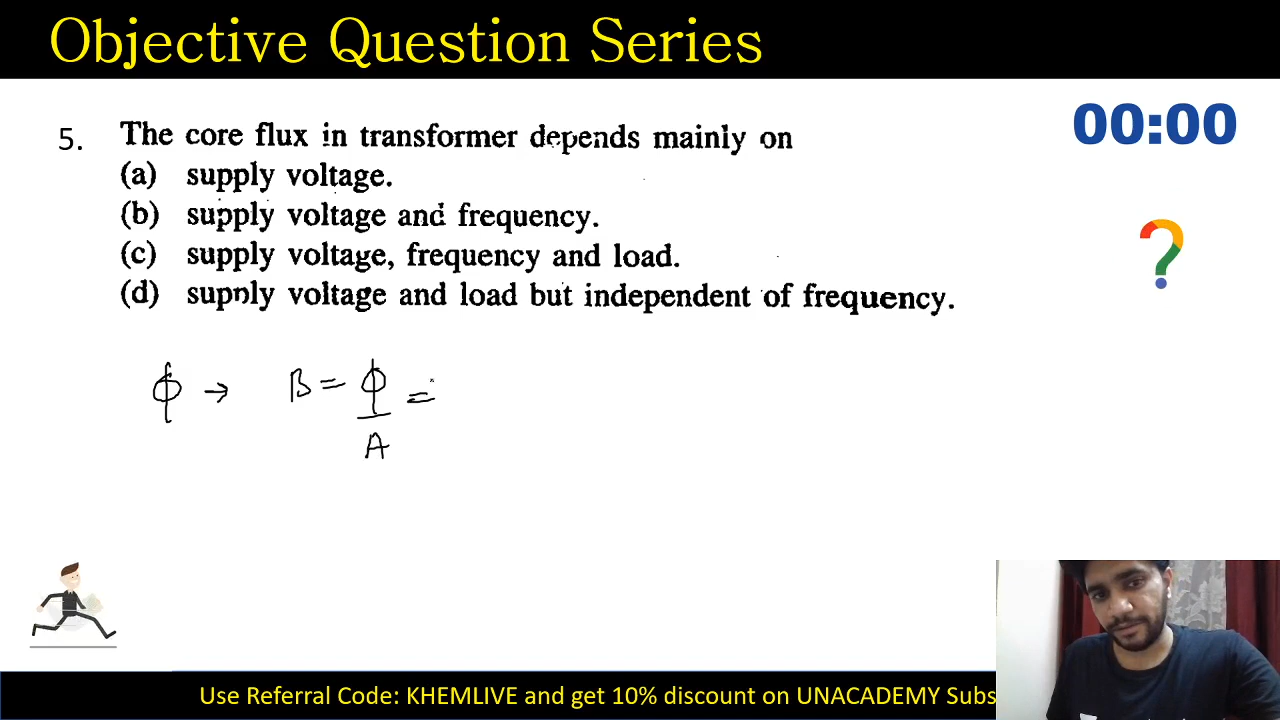 Objective Question Series
00:00
5. The core flux in transformer depends mainly on
(a) supply voltage.
(b) supply voltage and frequency.
(c) supply voltage, frequency and load.
(d) supply voltage and load but independent of frequency.
?
ϕ → B = ϕ / A =
Use Referral Code: KHEMLIVE and get 10% discount on UNACADEMY Subs